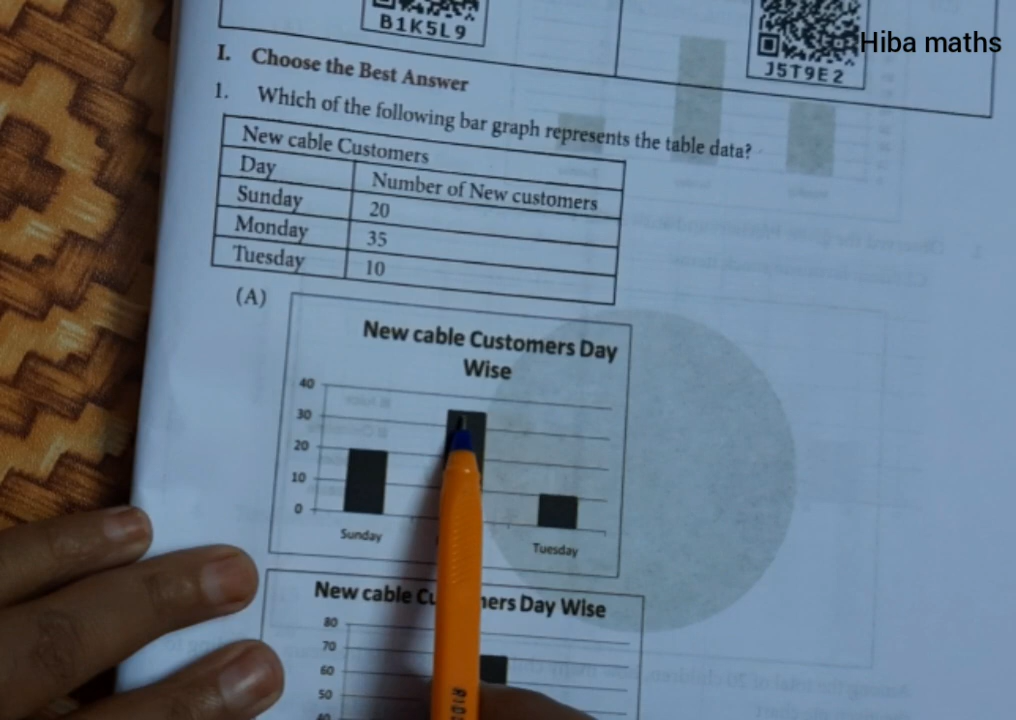 B1K5L9
J5T9E2
Hiba maths
I. Choose the Best Answer
1. Which of the following bar graph represents the table data?
New cable Customers
Day Number of New customers
Sunday 20
Monday 35
Tuesday 10
(A)
New cable Customers Day
Wise
40
30
20
10
0
Sunday Tuesday
New cable Cu ers Day Wise
80
70
60
50
40